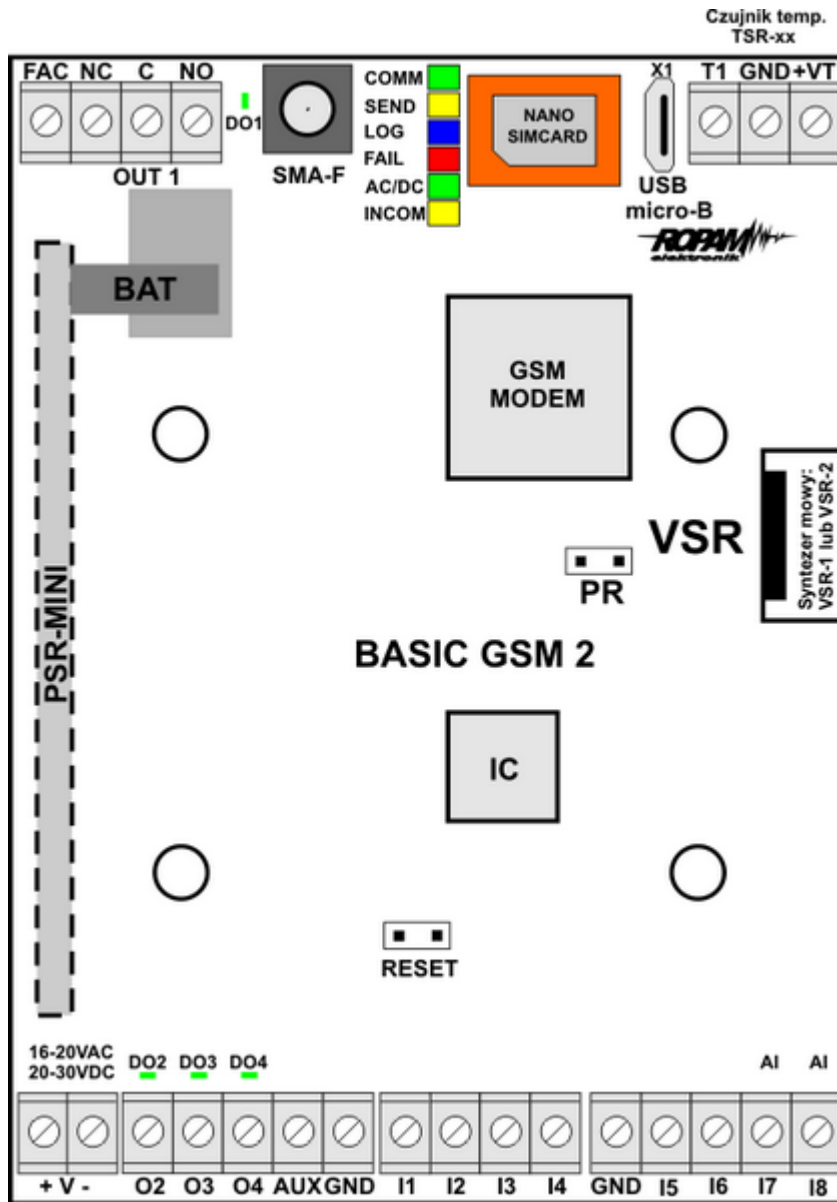 Czujnik temp.
TSR-xx
FAC NC C NO
DO1
OUT 1
SMA-F
COMM
SEND
LOG
FAIL
AC/DC
INCOM
NANO
SIMCARD
X1
USB
micro-B
T1 GND +VT
ROPAM
elektronik
BAT
GSM
MODEM
PSR-MINI
VSR
Syntezer mowy:
VSR-1 lub VSR-2
PR
BASIC GSM 2
IC
RESET
16-20VAC
20-30VDC
DO2 DO3 DO4
AI AI
+ V - O2 O3 O4 AUX GND I1 I2 I3 I4 GND I5 I6 I7 I8